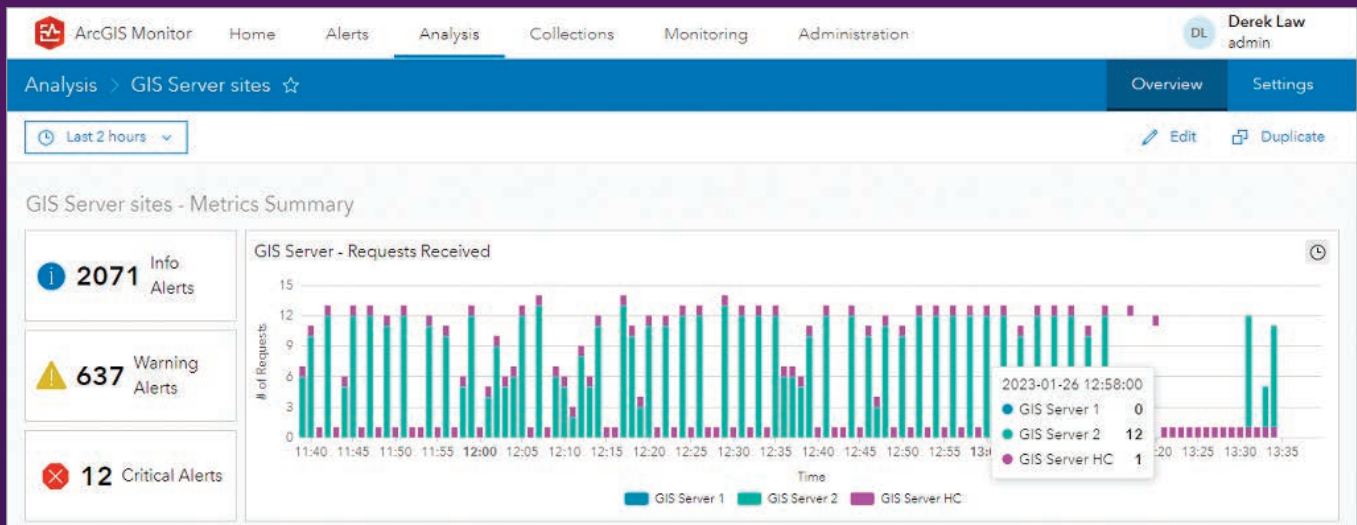 ArcGIS Monitor Home Alerts Analysis Collections Monitoring Administration DL Derek Law
admin
Analysis > GIS Server sites Overview Settings
Last 2 hours Edit Duplicate
GIS Server sites - Metrics Summary
2071 Info Alerts
637 Warning Alerts
12 Critical Alerts
GIS Server - Requests Received
# of Requests
15
12
9
6
3
0
11:40 11:45 11:50 11:55 12:00 12:05 12:10 12:15 12:20 12:25 12:30 12:35 12:40 12:45 12:50 12:55 13:25 13:30 13:35
Time
2023-01-26 12:58:00
GIS Server 1 0
GIS Server 2 12
GIS Server HC 1
GIS Server 1 GIS Server 2 GIS Server HC